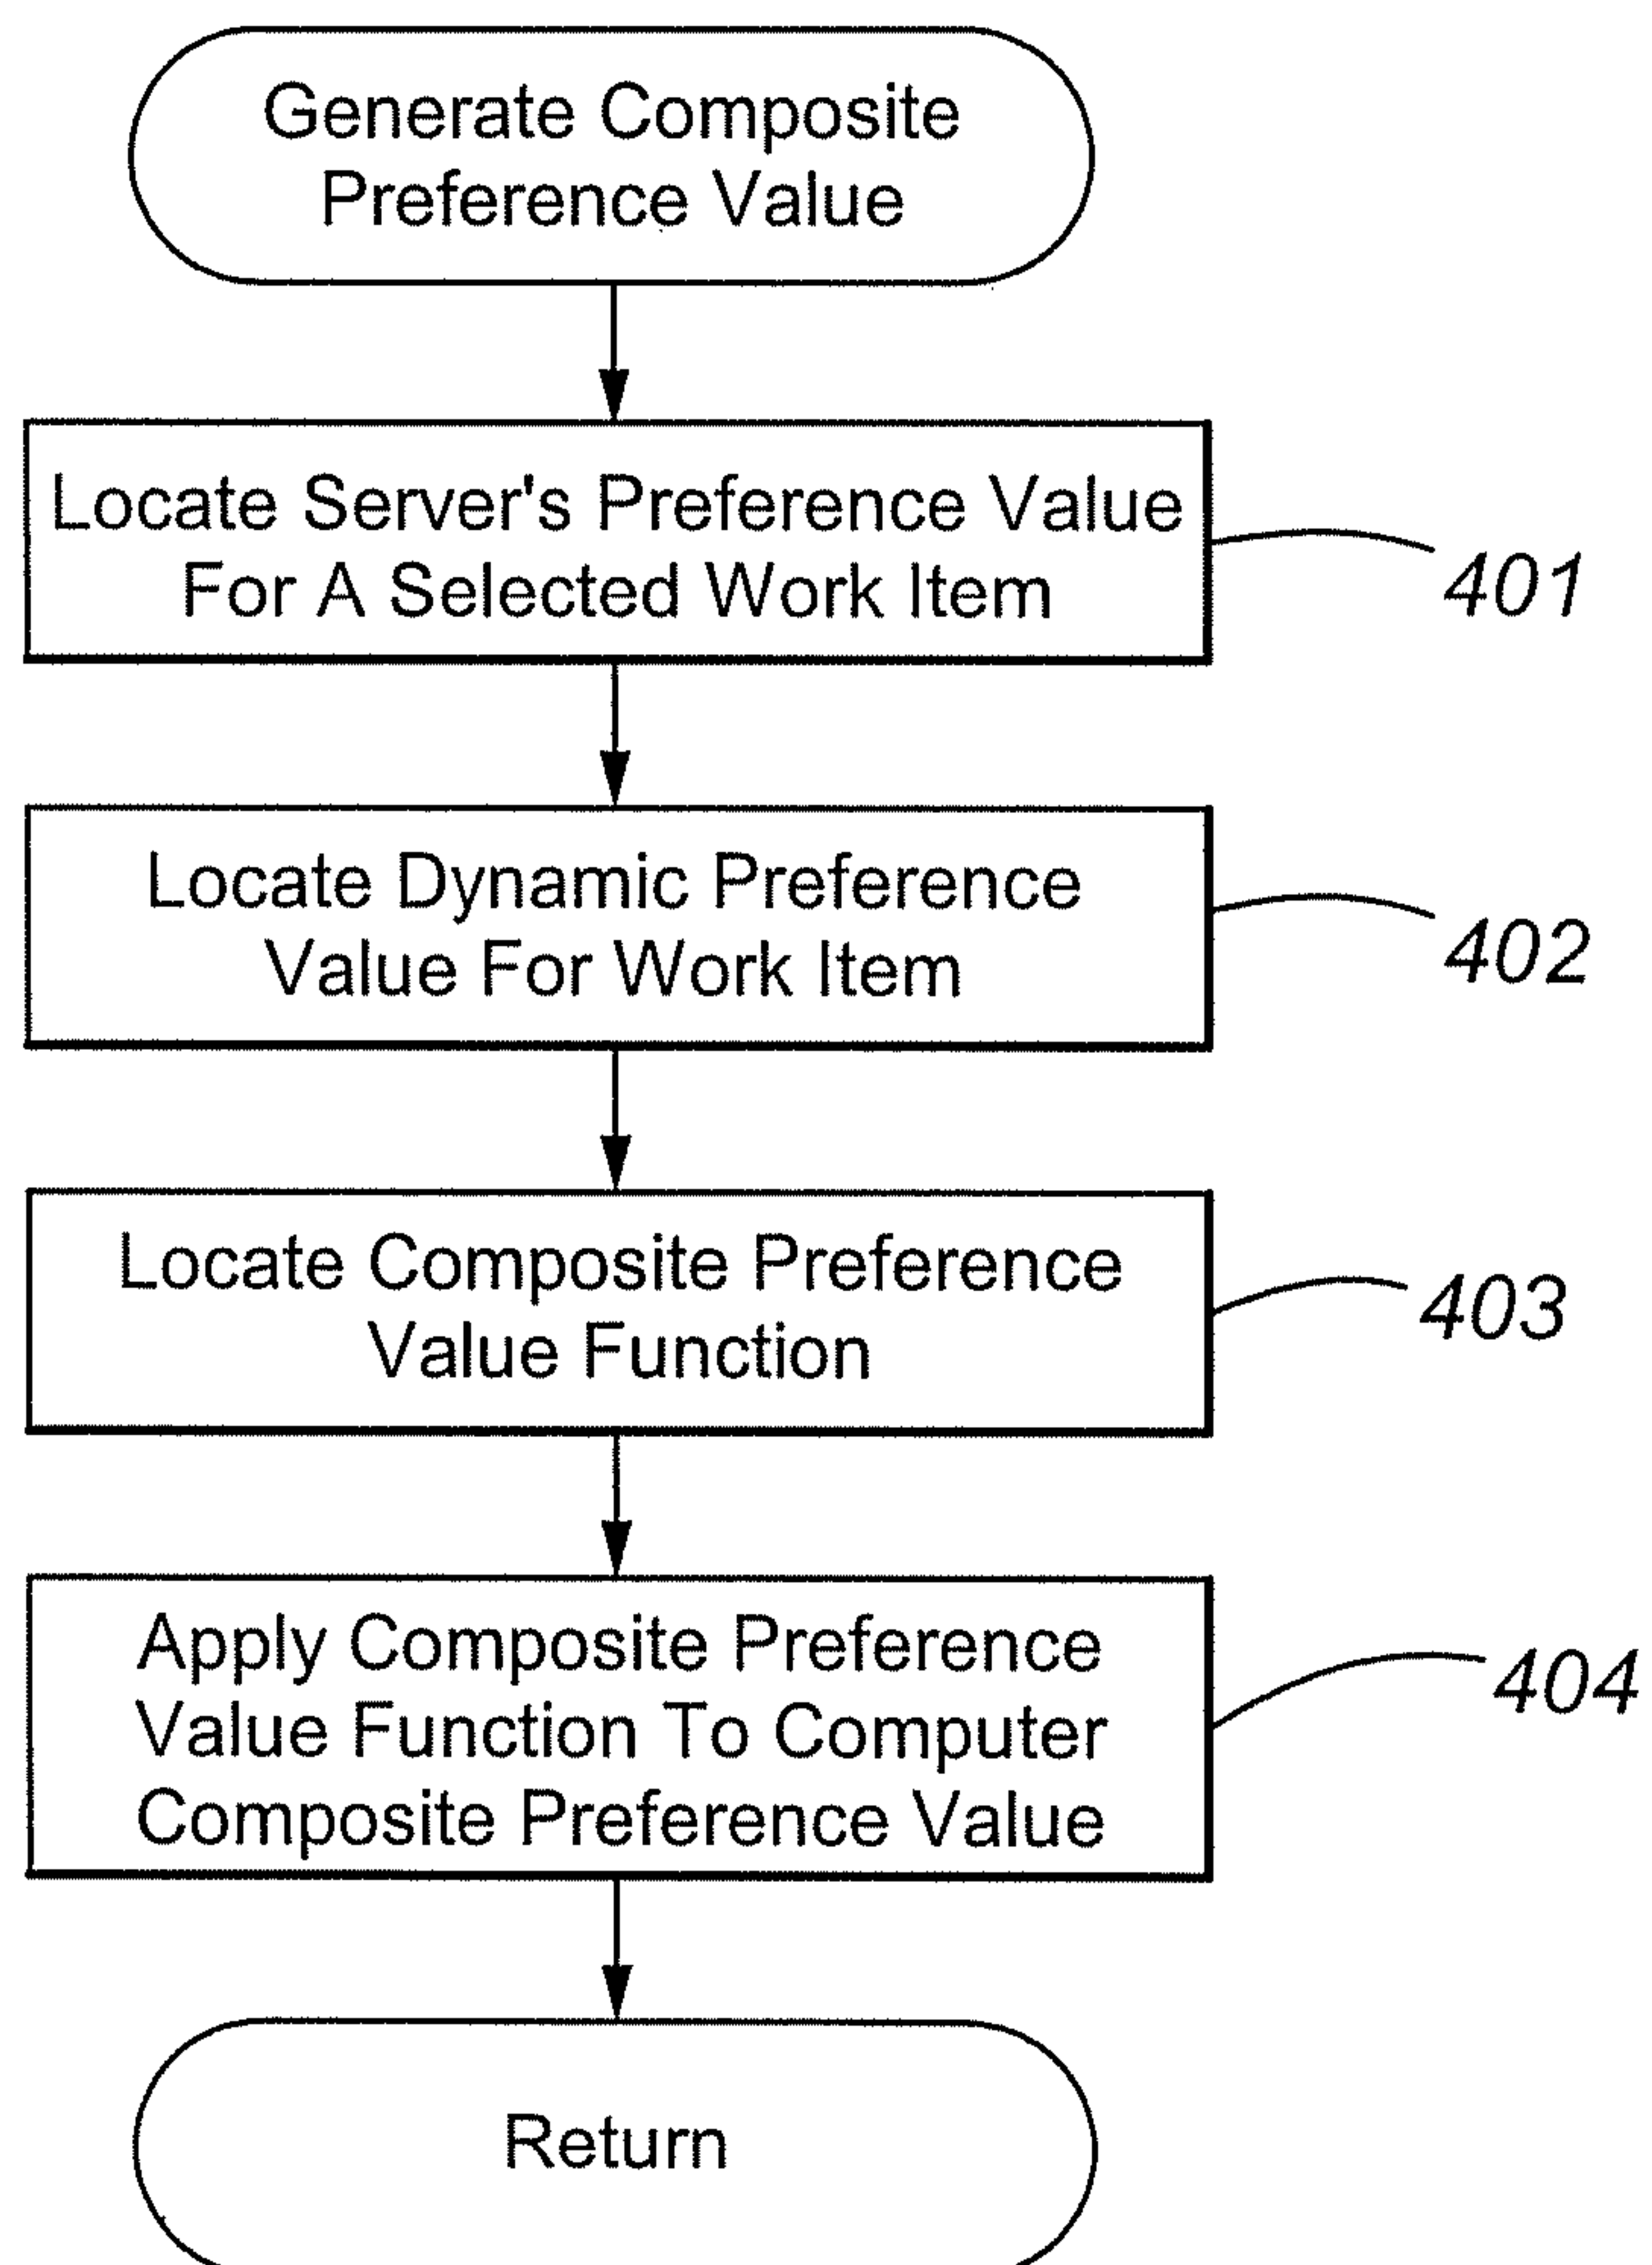 Generate Composite
Preference Value
Locate Server's Preference Value
For A Selected Work Item
401
Locate Dynamic Preference
Value For Work Item
402
Locate Composite Preference
Value Function
403
Apply Composite Preference
Value Function To Computer
Composite Preference Value
404
Return